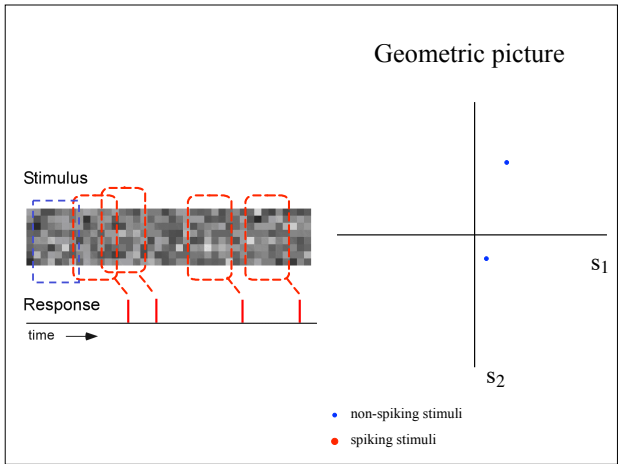 Geometric picture
Stimulus
Response
time
s1
s2
non-spiking stimuli
spiking stimuli